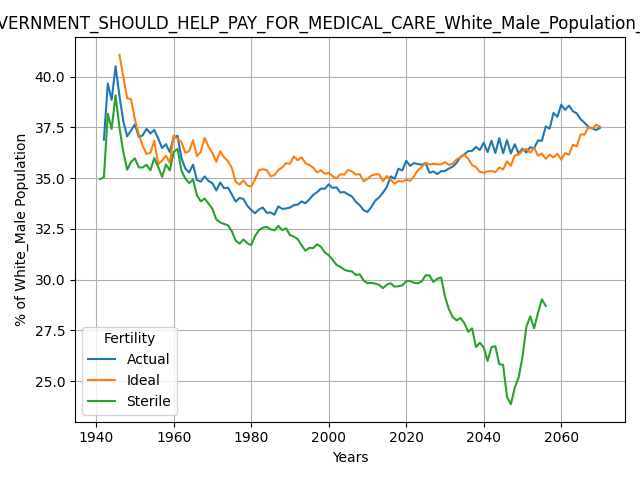 VERNMENT_SHOULD_HELP_PAY_FOR_MEDICAL_CARE_White_Male_Population_
40.0
37.5
35.0
32.5
30.0
27.5
25.0
% of White_Male Population
Fertility
Actual
Ideal
Sterile
1940 1960 1980 2000 2020 2040 2060
Years